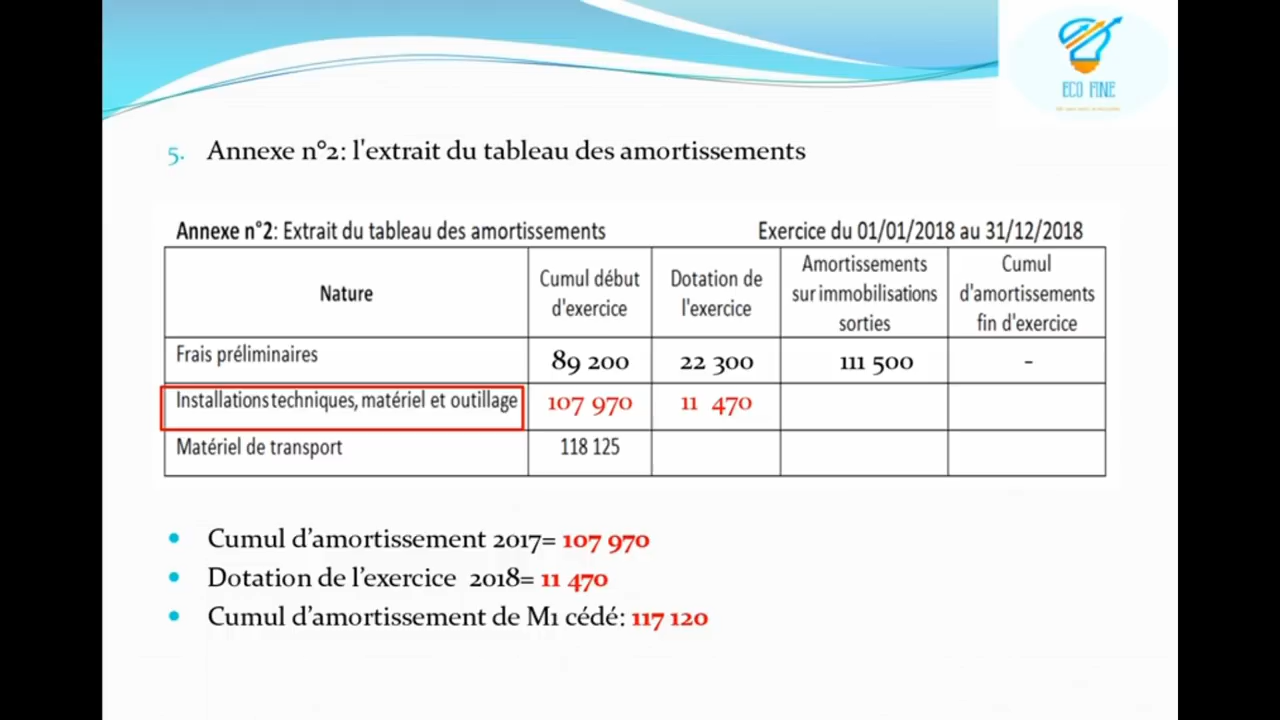 ECO FINE
5. Annexe n°2: l'extrait du tableau des amortissements
Annexe n°2: Extrait du tableau des amortissements Exercice du 01/01/2018 au 31/12/2018
Nature
Cumul début
d'exercice
Dotation de
l'exercice
Amortissements
sur immobilisations
sorties
Cumul
d'amortissements
fin d'exercice
Frais préliminaires 89 200 22 300 111 500 -
Installations techniques, matériel et outillage 107 970 11 470
Matériel de transport 118 125
• Cumul d’amortissement 2017= 107 970
• Dotation de l’exercice 2018= 11 470
• Cumul d’amortissement de M1 cédé: 117 120